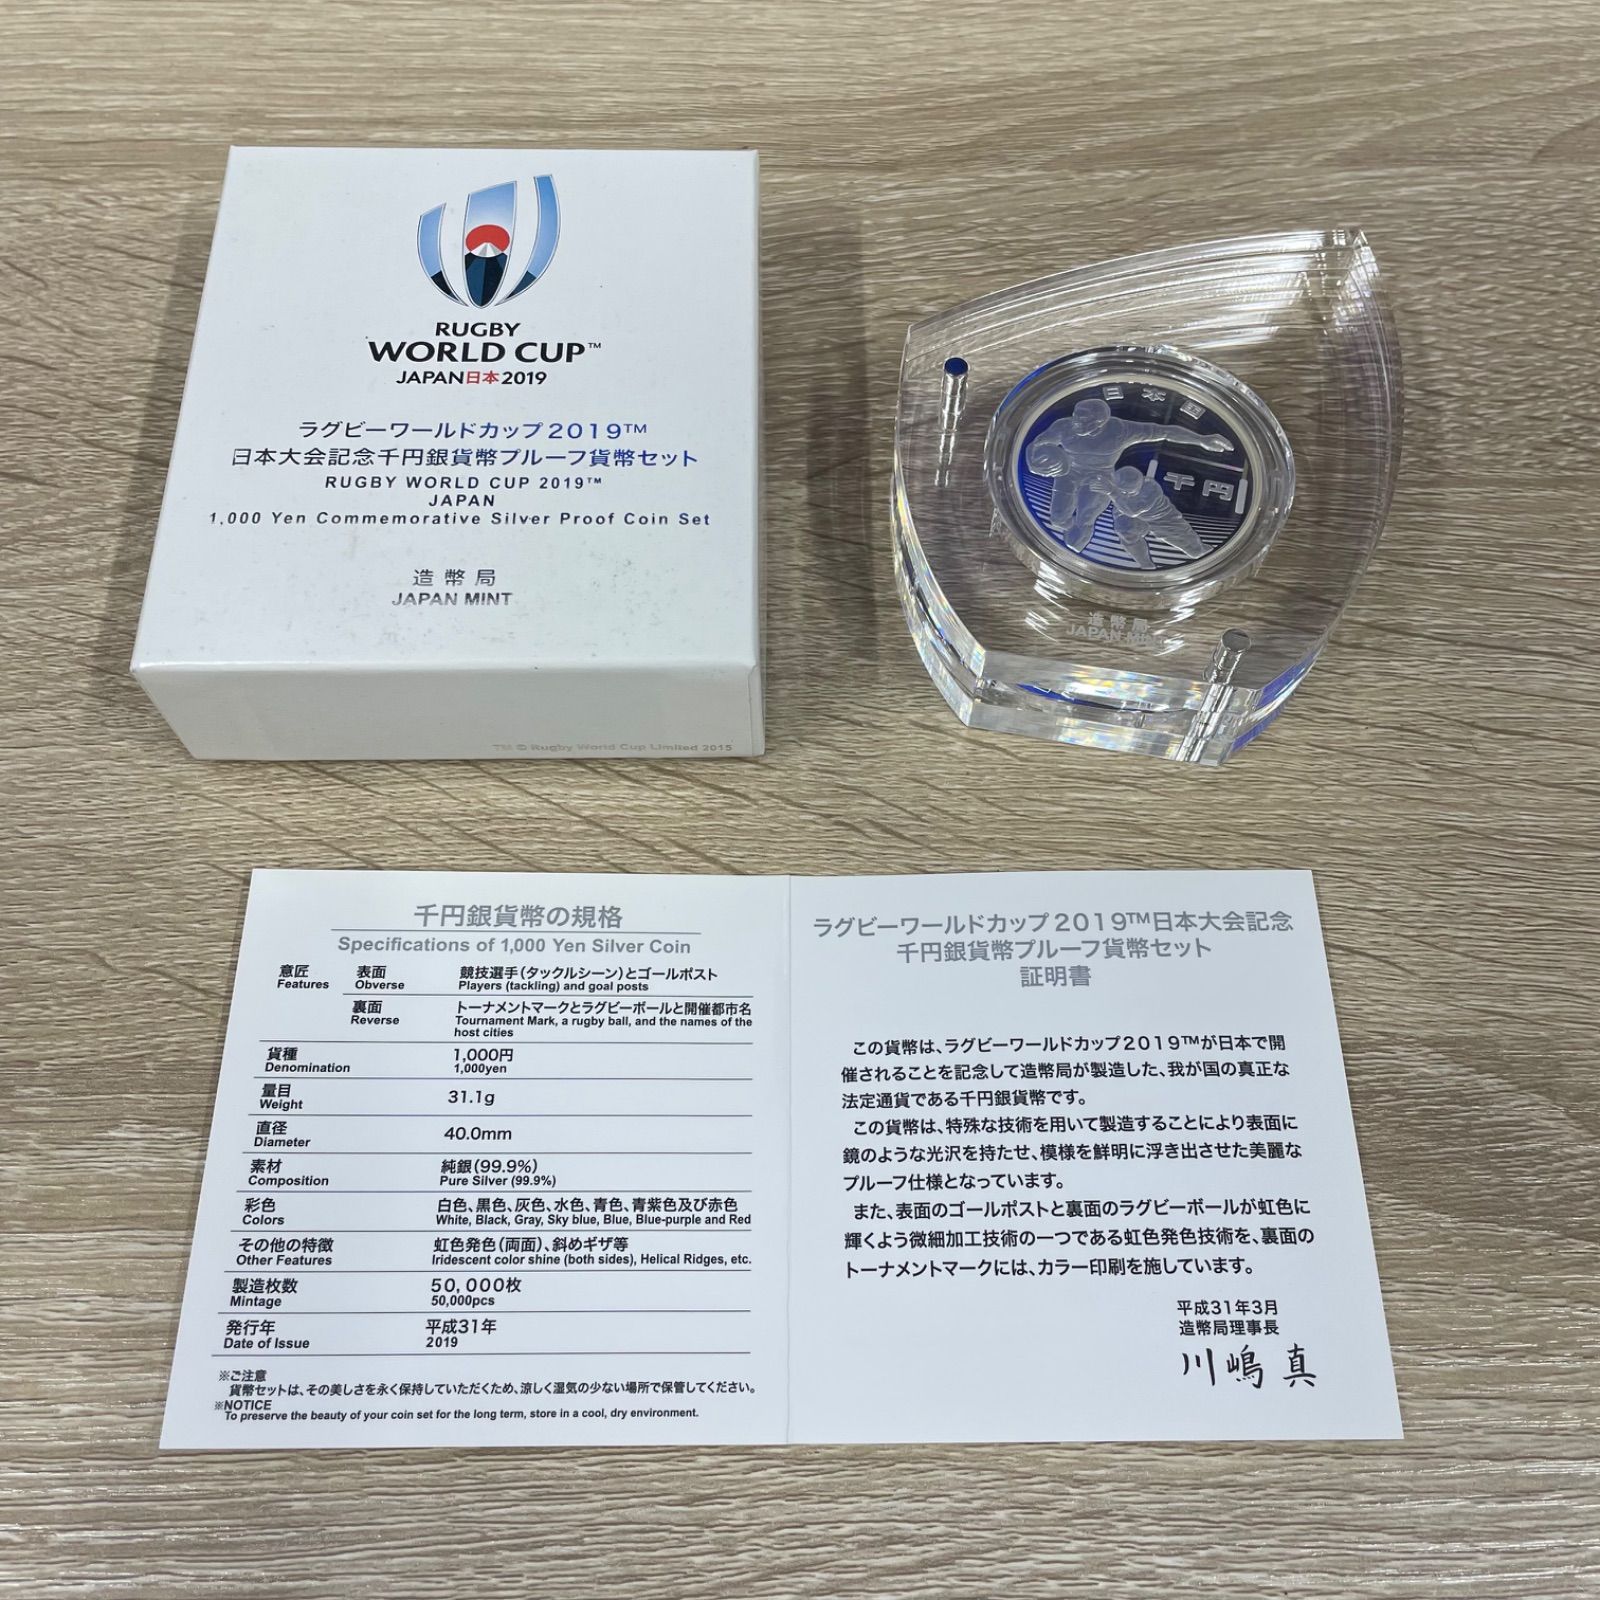 RUGBY
WORLD CUP™
JAPAN日本2019
ラグビーワールドカップ2019™
日本大会記念千円銀貨幣プルーフ貨幣セット
RUGBY WORLD CUP 2019™
JAPAN
1,000 Yen Commemorative Silver Proof Coin Set
造幣局
JAPAN MINT
TM © Rugby World Cup Limited 2015
日本国
千円
造幣局
JAPAN MINT
千円銀貨幣の規格
Specifications of 1,000 Yen Silver Coin
意匠 表面 競技選手(タックルシーン)とゴールポスト
Features Obverse Players (tackling) and goal posts
裏面 トーナメントマークとラグビーボールと開催都市名
Reverse Tournament Mark, a rugby ball, and the names of the
host cities
貨種 1,000円
Denomination 1,000yen
量目 31.1g
Weight
直径 40.0mm
Diameter
素材 純銀(99.9%)
Composition Pure Silver (99.9%)
彩色 白色、黒色、灰色、水色、青色、青紫色及び赤色
Colors White, Black, Gray, Sky blue, Blue, Blue-purple and Red
その他の特徴 虹色発色(両面)、斜めギザ等
Other Features Iridescent color shine (both sides), Helical Ridges, etc.
製造枚数 50,000枚
Mintage 50,000pcs
発行年 平成31年
Date of Issue 2019
※ご注意
貨幣セットは、その美しさを永く保持していただくため、涼しく湿気の少ない場所で保管してください。
※NOTICE
To preserve the beauty of your coin set for the long term, store in a cool, dry environment.
ラグビーワールドカップ2019™日本大会記念
千円銀貨幣プルーフ貨幣セット
証明書
この貨幣は、ラグビーワールドカップ2019™が日本で開
催されることを記念して造幣局が製造した、我が国の真正な
法定通貨である千円銀貨幣です。
この貨幣は、特殊な技術を用いて製造することにより表面に
鏡のような光沢を持たせ、模様を鮮明に浮き出させた美麗な
プルーフ仕様となっています。
また、表面のゴールポストと裏面のラグビーボールが虹色に
輝くよう微細加工技術の一つである虹色発色技術を、裏面の
トーナメントマークには、カラー印刷を施しています。
平成31年3月
造幣局理事長
川嶋 真